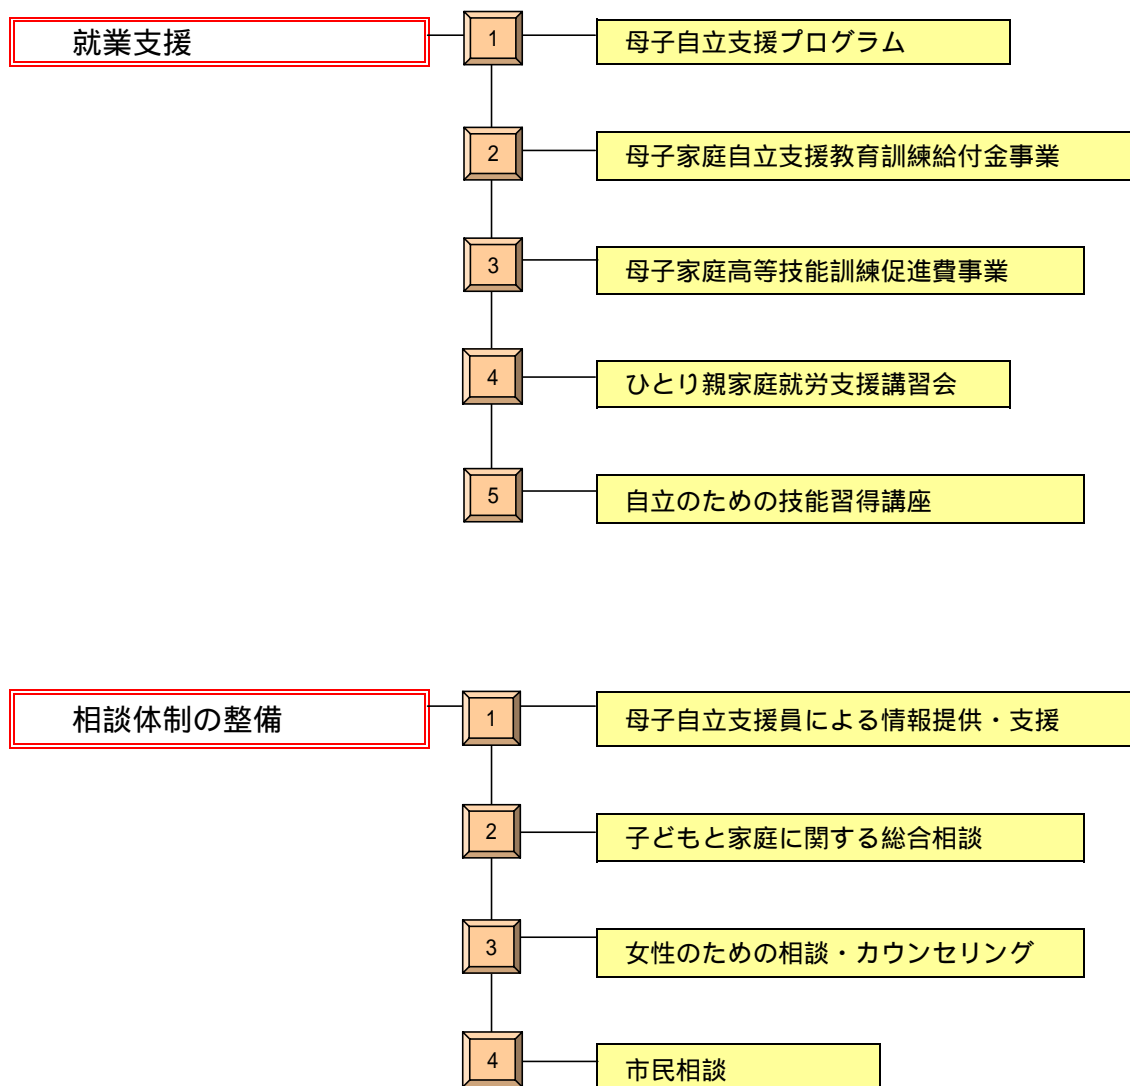 就業支援
1 母子自立支援プログラム
2 母子家庭自立支援教育訓練給付金事業
3 母子家庭高等技能訓練促進費事業
4 ひとり親家庭就労支援講習会
5 自立のための技能習得講座
相談体制の整備
1 母子自立支援員による情報提供・支援
2 子どもと家庭に関する総合相談
3 女性のための相談・カウンセリング
4 市民相談